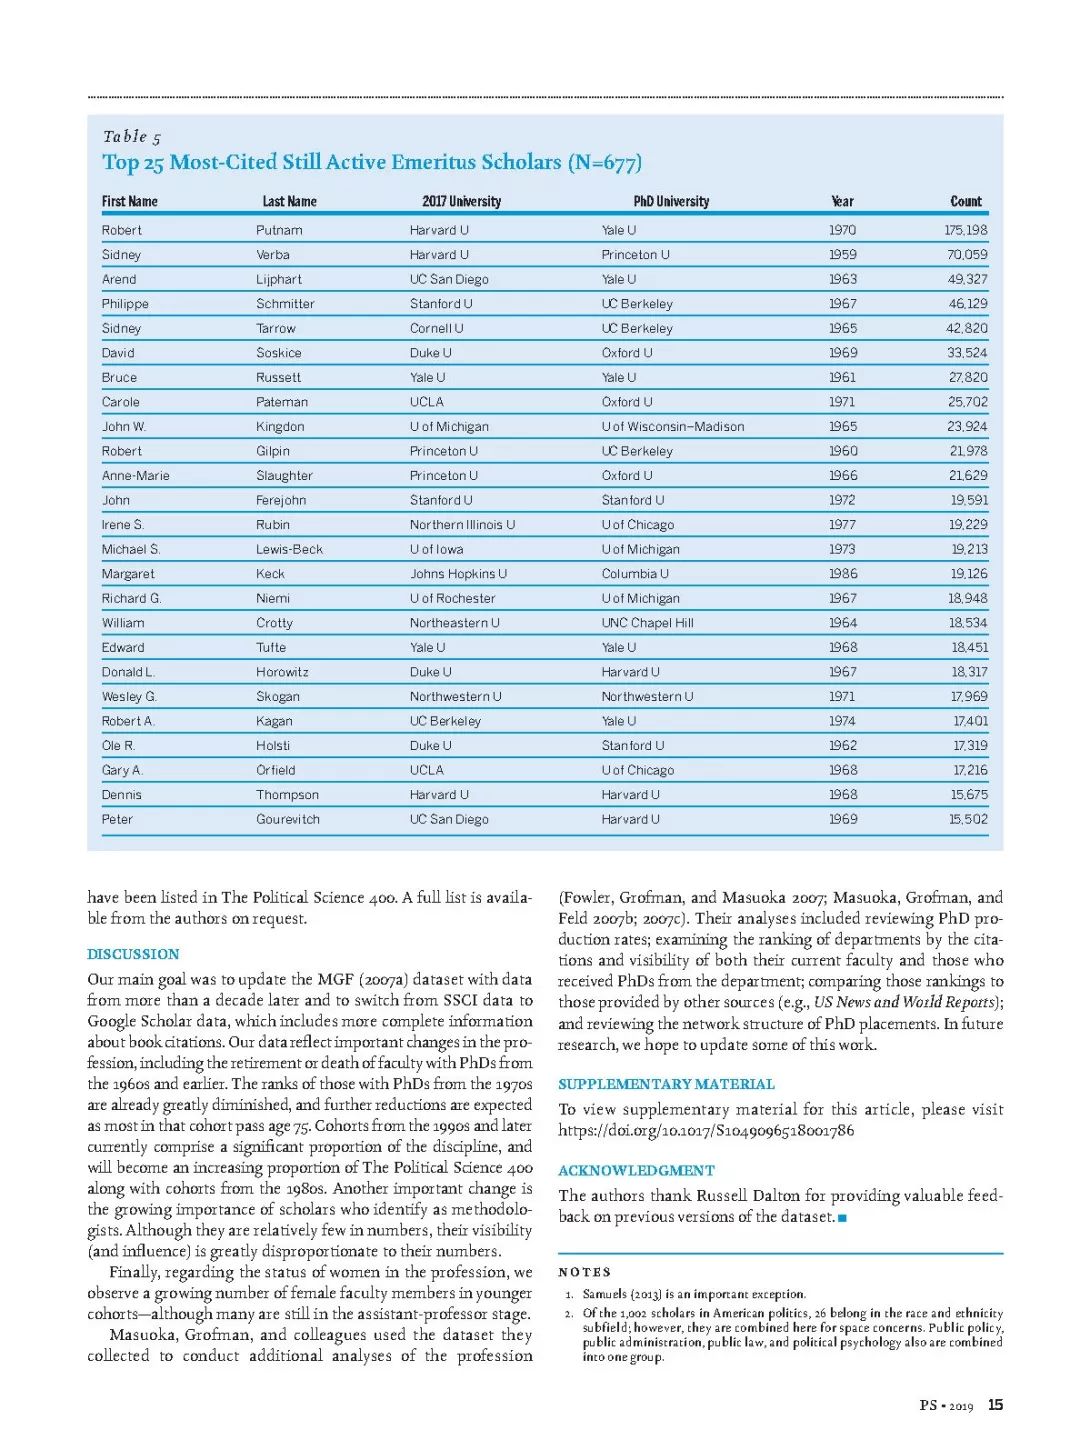 Table 5
Top 25 Most-Cited Still Active Emeritus Scholars (N=677)
First Name Last Name 2017 University PhD University Year Count
Robert Putnam Harvard U Yale U 1970 175,198
Sidney Verba Harvard U Princeton U 1959 70,059
Arend Lijphart UC San Diego Yale U 1963 49,327
Philippe Schmitter Stanford U UC Berkeley 1967 46,129
Sidney Tarrow Cornell U UC Berkeley 1965 42,820
David Soskice Duke U Oxford U 1969 33,524
Bruce Russett Yale U Yale U 1961 27,820
Carole Pateman UCLA Oxford U 1971 25,702
John W. Kingdon U of Michigan U of Wisconsin–Madison 1965 23,924
Robert Gilpin Princeton U UC Berkeley 1960 21,978
Anne-Marie Slaughter Princeton U Oxford U 1966 21,629
John Ferejohn Stanford U Stanford U 1972 19,591
Irene S. Rubin Northern Illinois U U of Chicago 1977 19,229
Michael S. Lewis-Beck U of Iowa U of Michigan 1973 19,213
Margaret Keck Johns Hopkins U Columbia U 1986 19,126
Richard G. Niemi U of Rochester U of Michigan 1967 18,948
William Crotty Northeastern U UNC Chapel Hill 1964 18,534
Edward Tufte Yale U Yale U 1968 18,451
Donald L. Horowitz Duke U Harvard U 1967 18,317
Wesley G. Skogan Northwestern U Northwestern U 1971 17,969
Robert A. Kagan UC Berkeley Yale U 1974 17,401
Ole R. Holsti Duke U Stanford U 1962 17,319
Gary A. Orfield UCLA U of Chicago 1968 17,216
Dennis Thompson Harvard U Harvard U 1968 15,675
Peter Gourevitch UC San Diego Harvard U 1969 15,502
have been listed in The Political Science 400. A full list is availa-
ble from the authors on request.
DISCUSSION
Our main goal was to update the MGF (2007a) dataset with data
from more than a decade later and to switch from SSCI data to
Google Scholar data, which includes more complete information
about book citations. Our data reflect important changes in the pro-
fession, including the retirement or death of faculty with PhDs from
the 1960s and earlier. The ranks of those with PhDs from the 1970s
are already greatly diminished, and further reductions are expected
as most in that cohort pass age 75. Cohorts from the 1990s and later
currently comprise a significant proportion of the discipline, and
will become an increasing proportion of The Political Science 400
along with cohorts from the 1980s. Another important change is
the growing importance of scholars who identify as methodolo-
gists. Although they are relatively few in numbers, their visibility
(and influence) is greatly disproportionate to their numbers.
Finally, regarding the status of women in the profession, we
observe a growing number of female faculty members in younger
cohorts—although many are still in the assistant-professor stage.
Masuoka, Grofman, and colleagues used the dataset they
collected to conduct additional analyses of the profession
(Fowler, Grofman, and Masuoka 2007; Masuoka, Grofman, and
Feld 2007b; 2007c). Their analyses included reviewing PhD pro-
duction rates; examining the ranking of departments by the cita-
tions and visibility of both their current faculty and those who
received PhDs from the department; comparing those rankings to
those provided by other sources (e.g., US News and World Reports);
and reviewing the network structure of PhD placements. In future
research, we hope to update some of this work.
SUPPLEMENTARY MATERIAL
To view supplementary material for this article, please visit
https://doi.org/10.1017/S1049096518001786
ACKNOWLEDGMENT
The authors thank Russell Dalton for providing valuable feed-
back on previous versions of the dataset. ■
NOTES
1. Samuels (2013) is an important exception.
2. Of the 1,002 scholars in American politics, 26 belong in the race and ethnicity
subfield; however, they are combined here for space concerns. Public policy,
public administration, public law, and political psychology also are combined
into one group.
PS • 2019 15